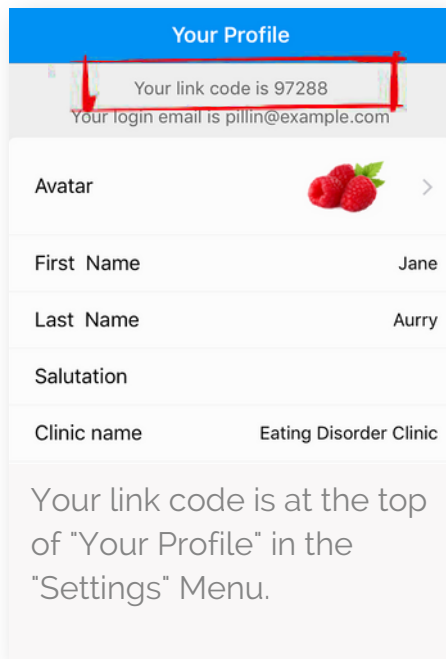 Your Profile
Your link code is 97288
Your login email is pillin@example.com
Avatar
First Name Jane
Last Name Aurry
Salutation
Clinic name Eating Disorder Clinic
Your link code is at the top
of "Your Profile" in the
"Settings" Menu.